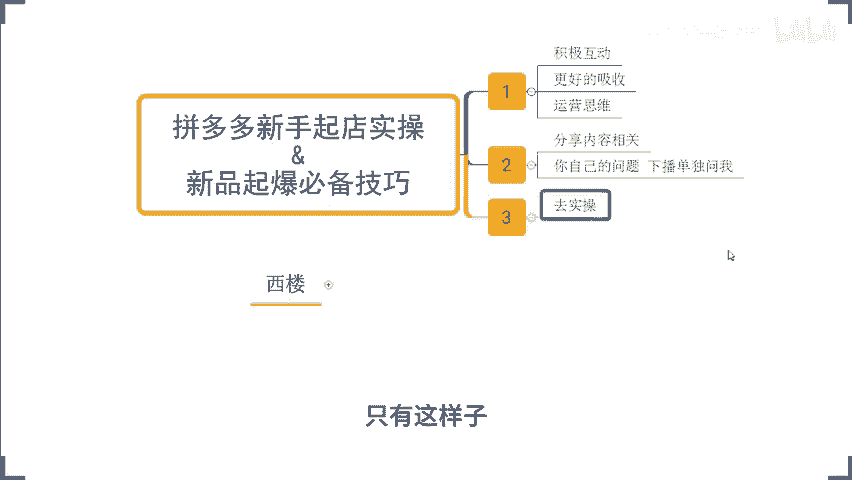 拼多多新手起店实操
&
新品起爆必备技巧
1
积极互动
更好的吸收
运营思维
2
分享内容相关
你自己的问题 下播单独问我
3
去实操
西楼
只有这样子